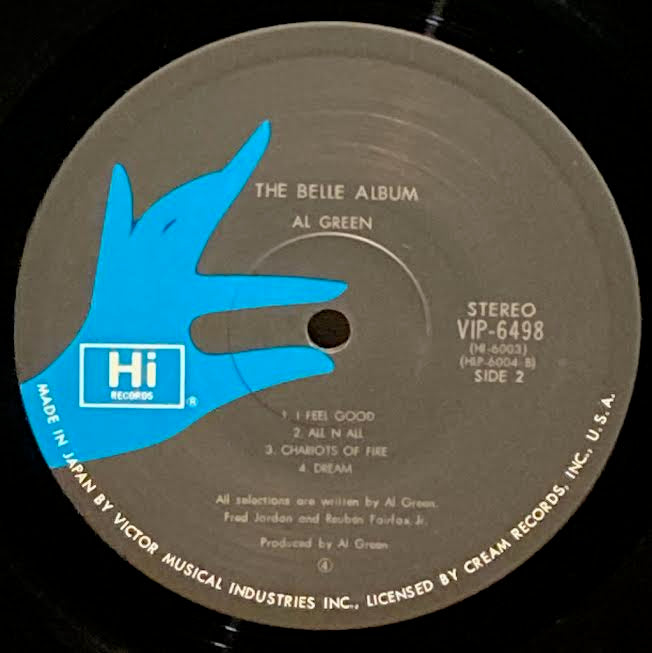 THE BELLE ALBUM
AL GREEN
STEREO
VIP-6498
(HI-6003)
(HLP-6004 B)
SIDE 2
Hi
RECORDS
®
1. I FEEL GOOD
2. ALL N ALL
3. CHARIOTS OF FIRE
4. DREAM
All selections are written by Al Green,
Fred Jordan and Reuben Fairfax Jr.
Produced by Al Green
④
MADE IN JAPAN BY VICTOR MUSICAL INDUSTRIES INC., LICENSED BY CREAM RECORDS, INC., U.S.A.